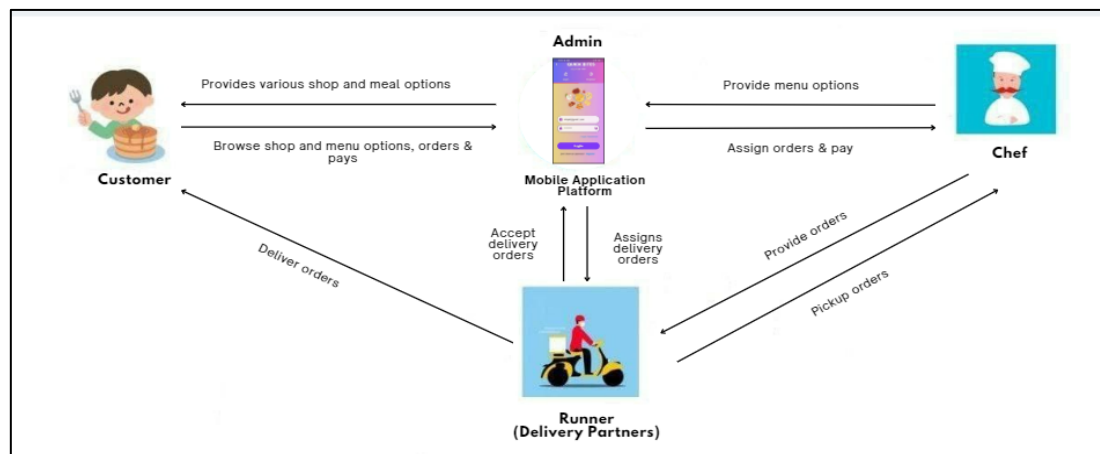 Admin
Provides various shop and meal options
Provide menu options
Browse shop and menu options, orders &
pays
Assign orders & pay
Customer
Mobile Application
Platform
Chef
Accept
delivery
orders
Assigns
delivery
orders
Deliver orders
Provide orders
Pickup orders
Runner
(Delivery Partners)